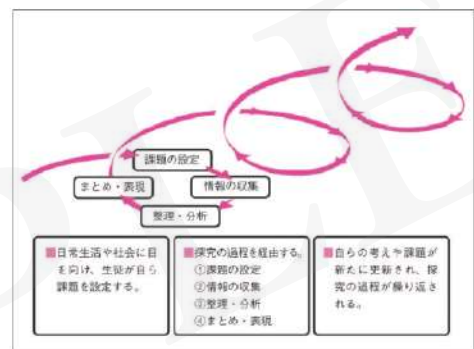 課題の設定
まとめ・表現
情報の収集
整理・分析
■日常生活や社会に目
を向け、生徒が自ら
課題を設定する。
■探究の過程を経由する。
①課題の設定
②情報の収集
③整理・分析
④まとめ・表現
■自らの考えや課題が
新たに更新され、探
究の過程が繰り返さ
れる。